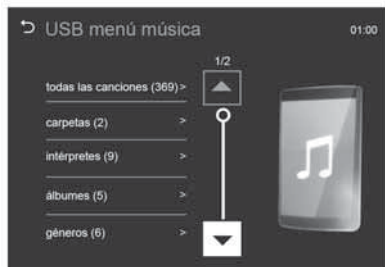 USB menú música
01:00
1/2
todas las canciones (369) >
carpetas (2) >
intérpretes (9) >
álbumes (5) >
géneros (6) >